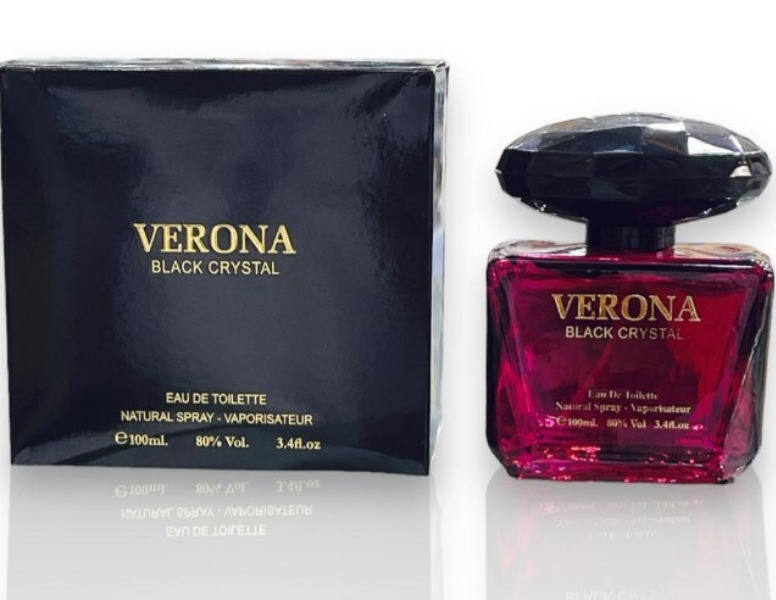 VERONA
BLACK CRYSTAL
EAU DE TOILETTE
NATURAL SPRAY - VAPORISATEUR
℮100ml. 80% Vol. 3.4fl.oz
VERONA
BLACK CRYSTAL
Eau De Toilette
Natural Spray - Vaporisateur
℮100ml. 80% Vol 3.4fl.oz